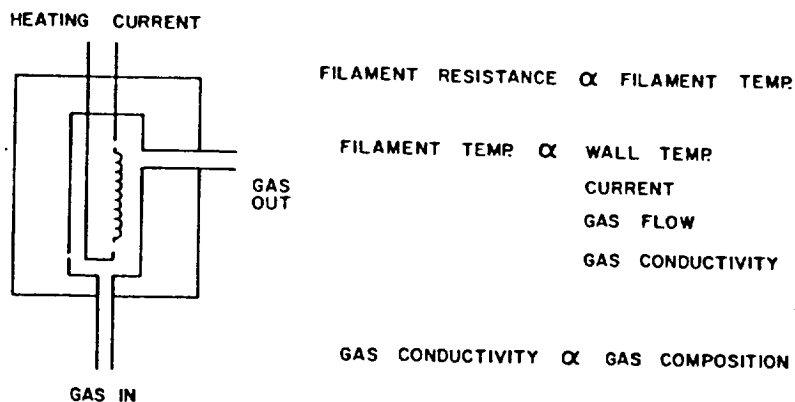 HEATING CURRENT
FILAMENT RESISTANCE α FILAMENT TEMP.
FILAMENT TEMP. α WALL TEMP.
CURRENT
GAS FLOW
GAS CONDUCTIVITY
GAS
OUT
GAS CONDUCTIVITY α GAS COMPOSITION
GAS IN